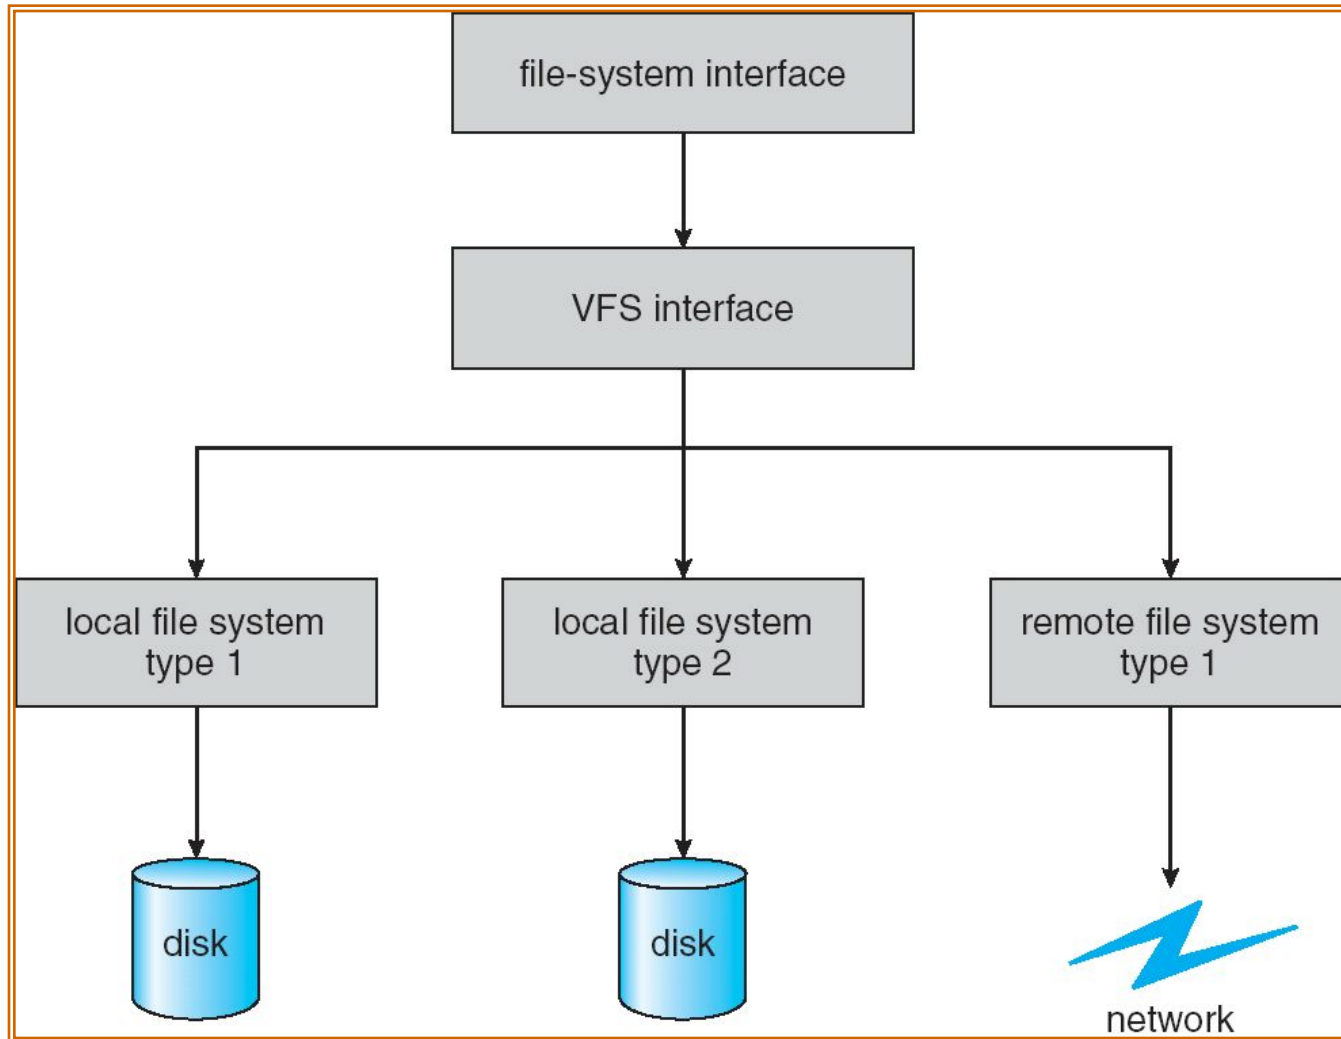 file-system interface
VFS interface
local file system
type 1
local file system
type 2
remote file system
type 1
disk
disk
network